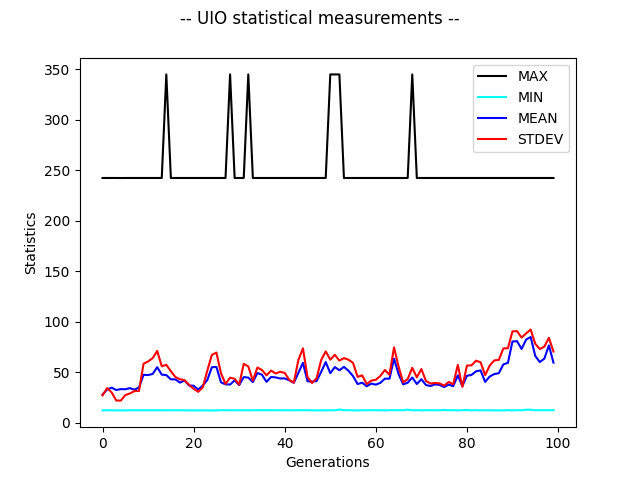 -- UIO statistical measurements --
350
300
250
200
150
100
50
0
Statistics
MAX
MIN
MEAN
STDEV
0 20 40 60 80 100
Generations